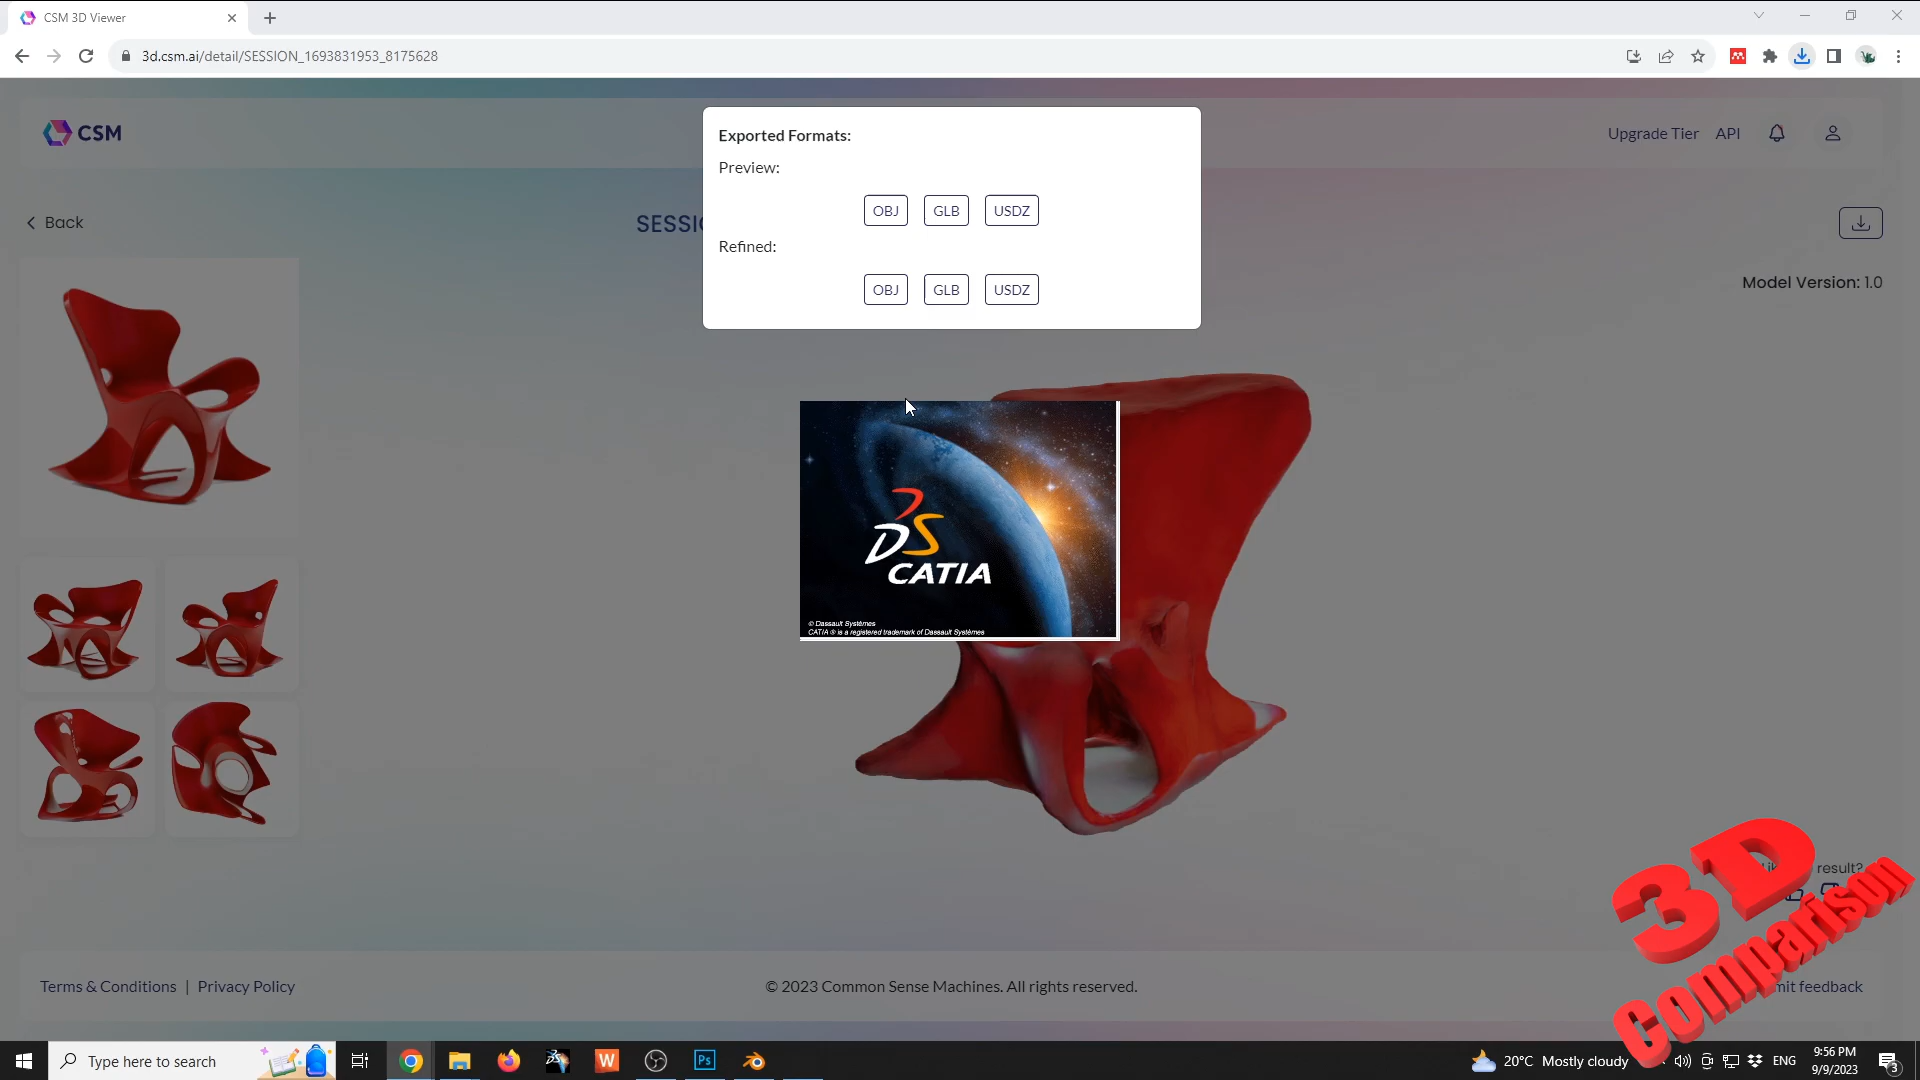 CSM 3D Viewer
3d.csm.ai/detail/SESSION_1693831953_8175628
CSM
Upgrade Tier
API
Exported Formats:
Preview:
OBJ
GLB
USDZ
Refined:
OBJ
GLB
USDZ
Back
Model Version: 1.0
DS
CATIA
© Dassault Systèmes
CATIA ® is a registered trademark of Dassault Systèmes
result?
3D
Comparison
Terms & Conditions | Privacy Policy
© 2023 Common Sense Machines. All rights reserved.
feedback
Type here to search
W
Ps
20°C Mostly cloudy
ENG
9:56 PM
9/9/2023
3